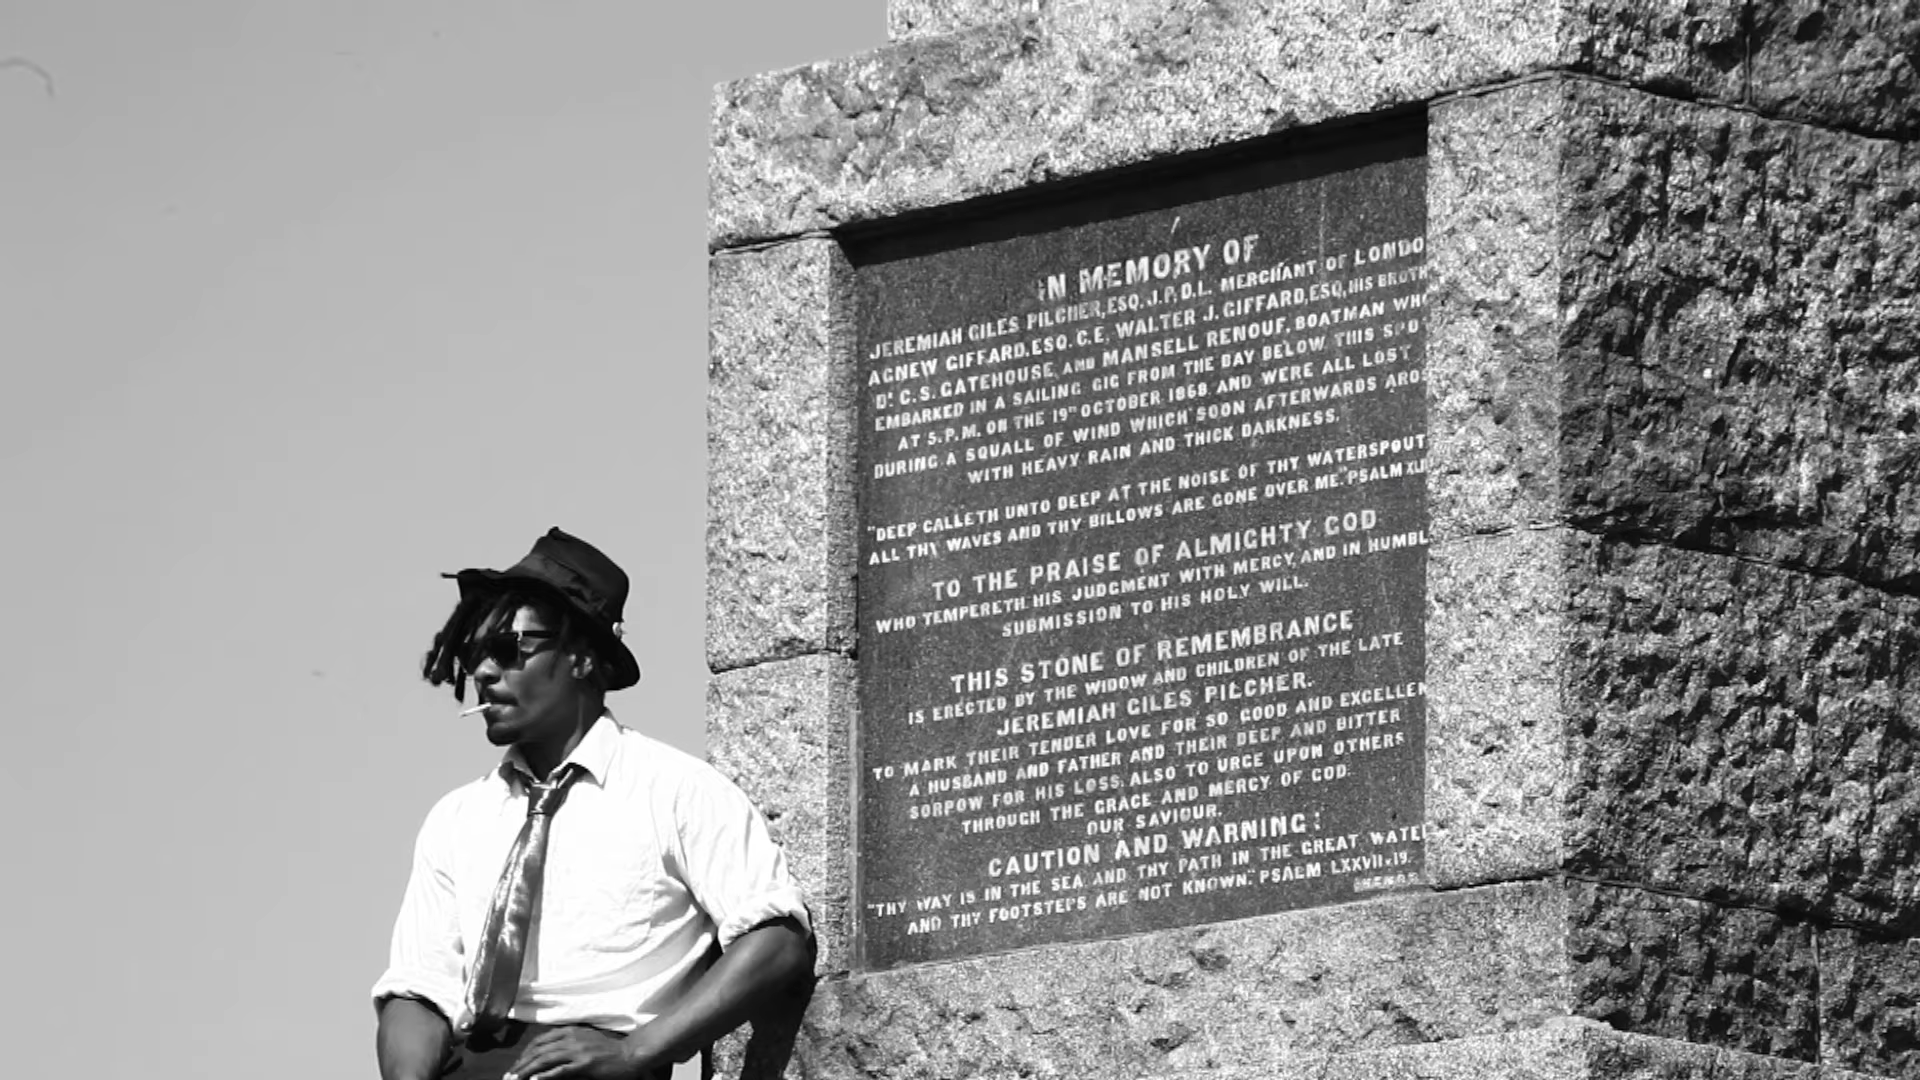 IN MEMORY OF
JEREMIAH GILES PILCHER, ESQ. J.P. D.L. MERCHANT OF LONDO
AGNEW GIFFARD, ESQ. C.E, WALTER J. GIFFARD, ESQ, HIS BROTH
DR C. S. GATEHOUSE, AND MANSELL RENOUF, BOATMAN WHO
EMBARKED IN A SAILING GIG FROM THE BAY BELOW THIS SPO
AT 5. P. M. ON THE 19TH OCTOBER 1868, AND WERE ALL LOST
DURING A SQUALL OF WIND WHICH SOON AFTERWARDS AROS
WITH HEAVY RAIN AND THICK DARKNESS.
"DEEP CALLETH UNTO DEEP AT THE NOISE OF THY WATERSPOUT
ALL THY WAVES AND THY BILLOWS ARE GONE OVER ME." PSALM XLII
TO THE PRAISE OF ALMIGHTY GOD
WHO TEMPERETH HIS JUDGMENT WITH MERCY, AND IN HUMBL
SUBMISSION TO HIS HOLY WILL.
THIS STONE OF REMEMBRANCE
IS ERECTED BY THE WIDOW AND CHILDREN OF THE LATE
JEREMIAH GILES PILCHER.
TO MARK THEIR TENDER LOVE FOR SO GOOD AND EXCELLEN
A HUSBAND AND FATHER AND THEIR DEEP AND BITTER
SORROW FOR HIS LOSS, ALSO TO URGE UPON OTHERS
THROUGH THE GRACE AND MERCY OF GOD.
OUR SAVIOUR.
CAUTION AND WARNING:
"THY WAY IS IN THE SEA AND THY PATH IN THE GREAT WATER
AND THY FOOTSTEPS ARE NOT KNOWN." PSALM LXXVII.19.